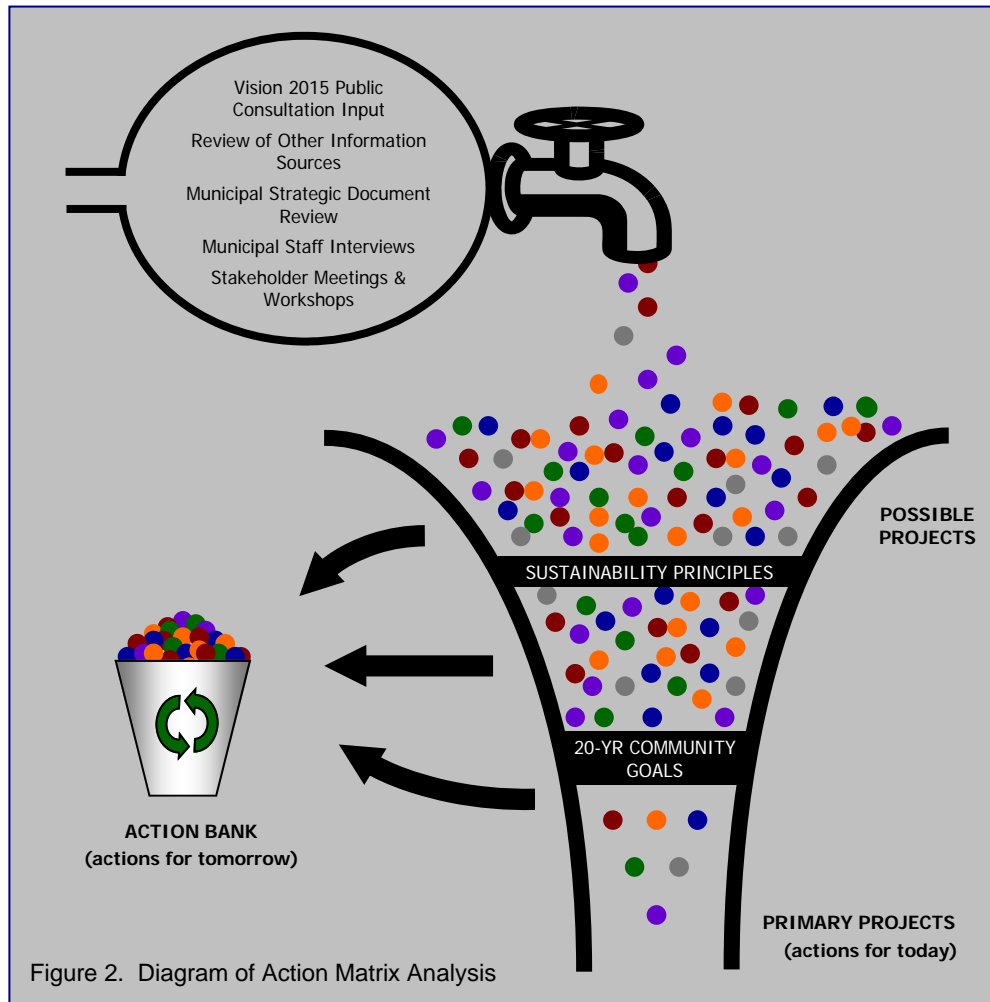 Vision 2015 Public
Consultation Input
Review of Other Information
Sources
Municipal Strategic Document
Review
Municipal Staff Interviews
Stakeholder Meetings &
Workshops
POSSIBLE
PROJECTS
SUSTAINABILITY PRINCIPLES
20-YR COMMUNITY
GOALS
ACTION BANK
(actions for tomorrow)
PRIMARY PROJECTS
(actions for today)
Figure 2. Diagram of Action Matrix Analysis